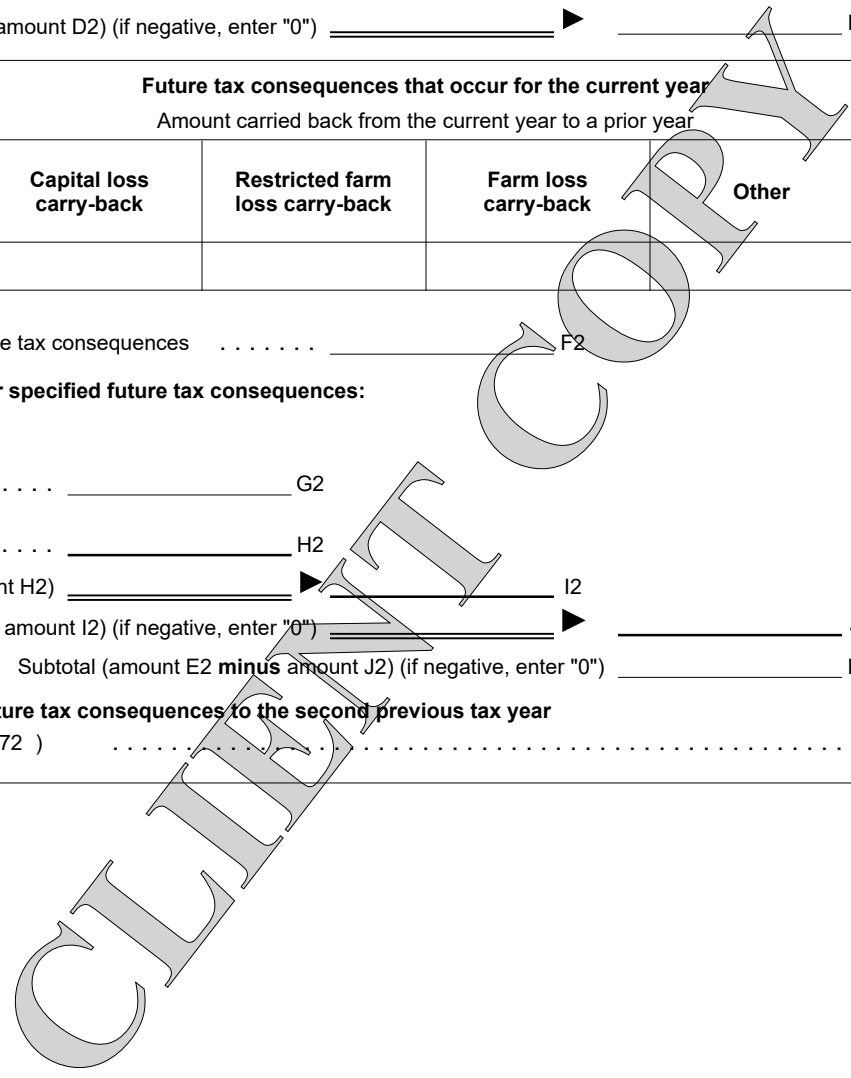 amount D2) (if negative, enter "0")
Future tax consequences that occur for the current year
Amount carried back from the current year to a prior year
Capital loss carry-back
Restricted farm loss carry-back
Farm loss carry-back
Other
e tax consequences . . . . . . . F2
r specified future tax consequences:
. . . . G2
. . . . H2
nt H2) I2
amount I2) (if negative, enter "0")
Subtotal (amount E2 minus amount J2) (if negative, enter "0")
ture tax consequences to the second previous tax year
72 ) . . . . . . . . . . . . . . . . . . . . . . . . . . . . . . . . . . . . . . . . . . . . . . . . . .
CLIENT COPY